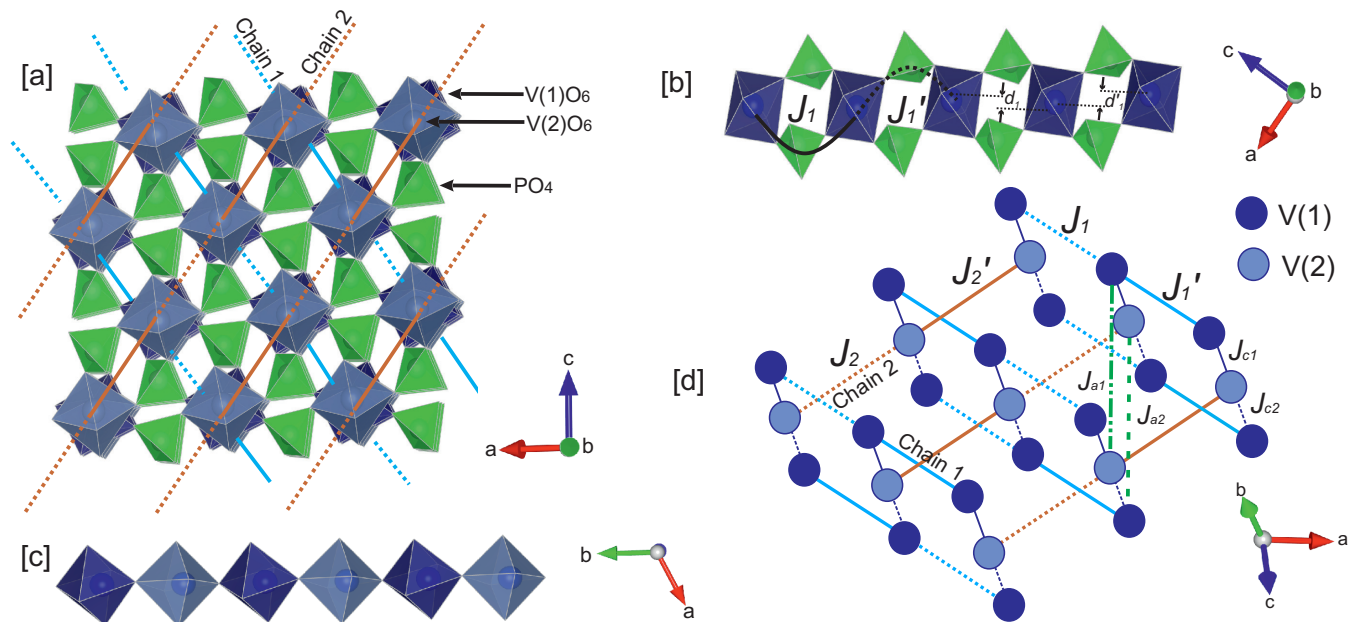 [a]
Chain 1
Chain 2
V(1)O6
V(2)O6
PO4
c
a
b
[b]
J1
J1'
d1
d'1
c
b
a
[c]
b
a
[d]
J1
J2'
J1'
J2
Chain 2
Chain 1
Ja1
Ja2
Jc1
Jc2
V(1)
V(2)
b
a
c